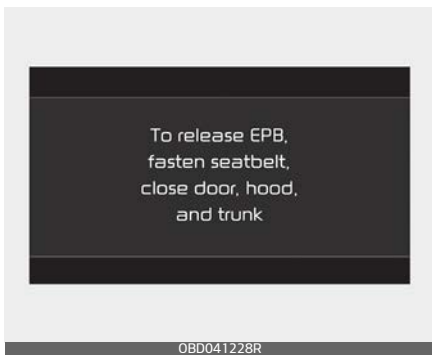 To release EPB,
fasten seatbelt,
close door, hood,
and trunk
OBD041228R